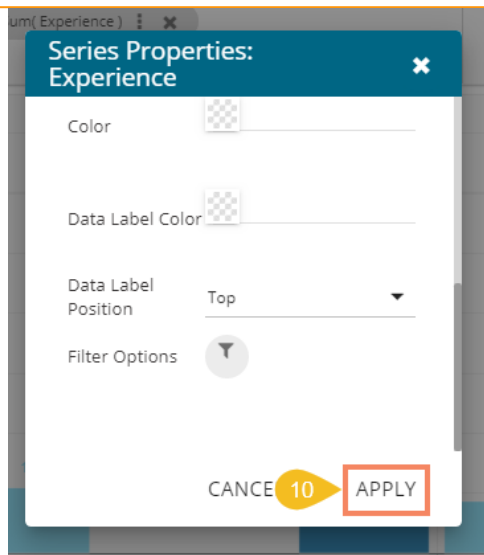 um( Experience )
Series Properties:
Experience
Color
Data Label Color
Data Label
Position
Top
Filter Options
CANCE
10
APPLY